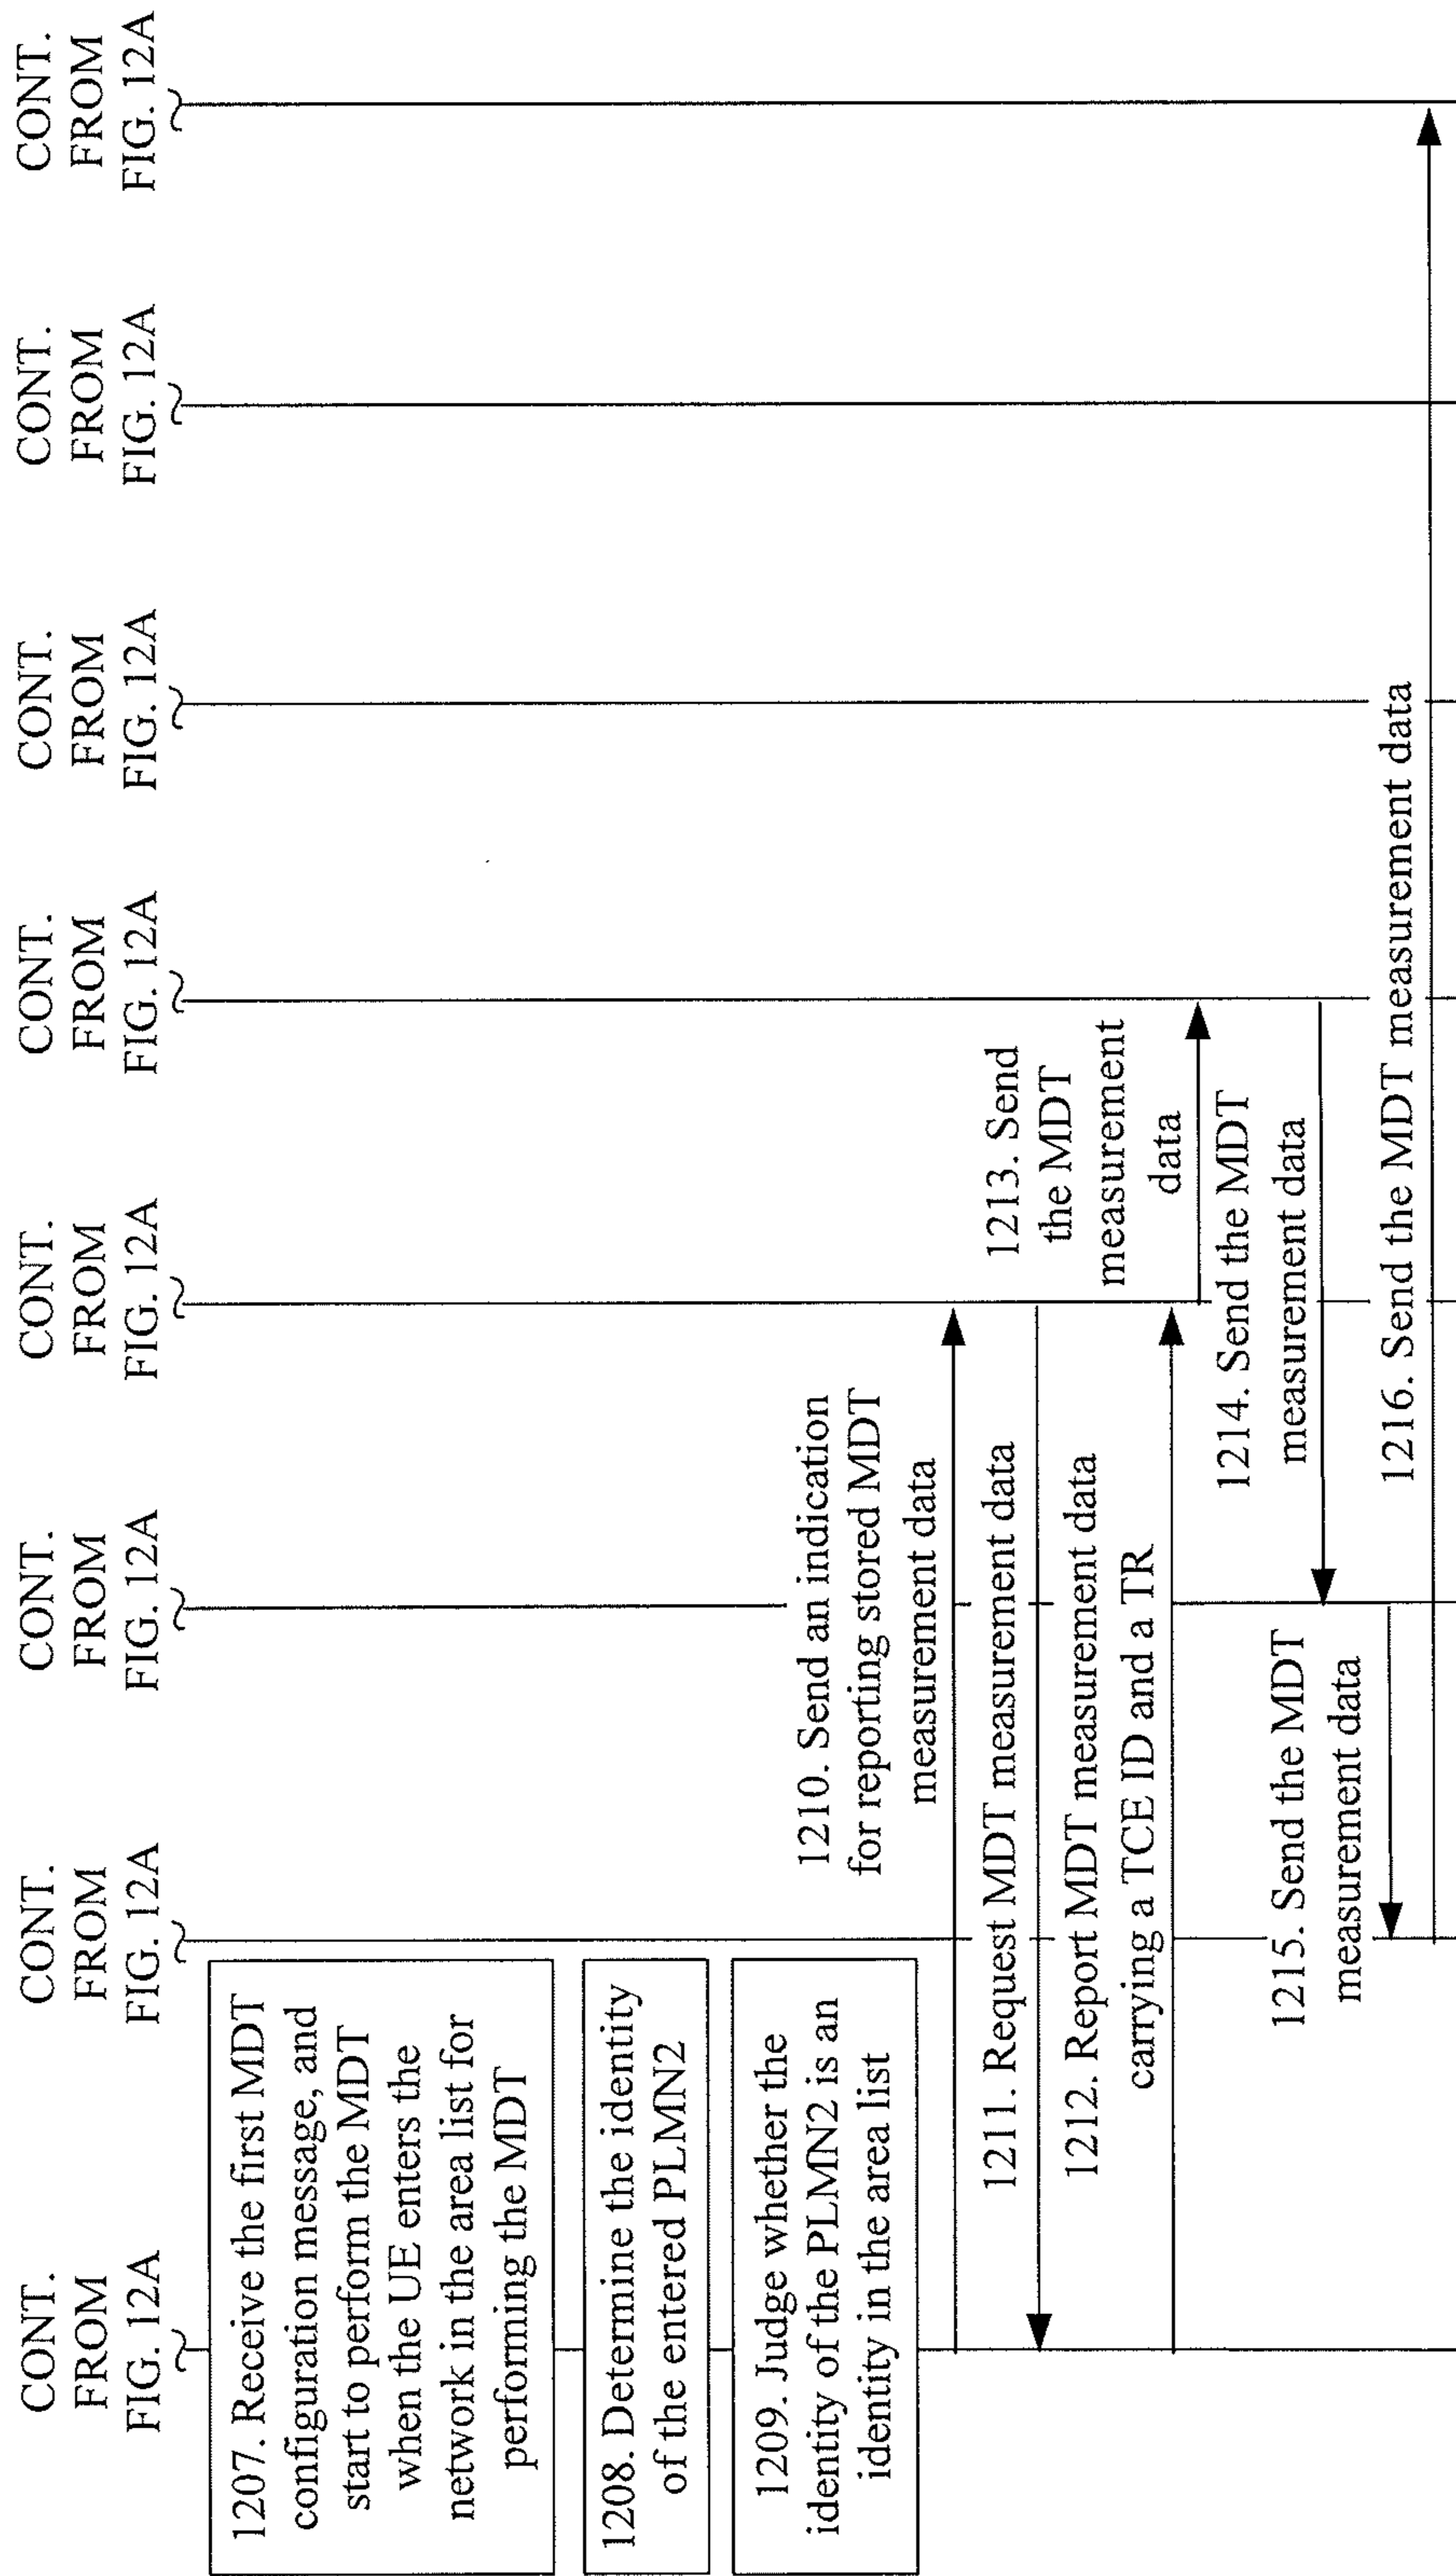 CONT.
FROM
FIG. 12A
CONT.
FROM
FIG. 12A
CONT.
FROM
FIG. 12A
CONT.
FROM
FIG. 12A
CONT.
FROM
FIG. 12A
CONT.
FROM
FIG. 12A
CONT.
FROM
FIG. 12A
CONT.
FROM
FIG. 12A
1207. Receive the first MDT
configuration message, and
start to perform the MDT
when the UE enters the
network in the area list for
performing the MDT
1208. Determine the identity
of the entered PLMN2
1209. Judge whether the
identity of the PLMN2 is an
identity in the area list
1210. Send an indication
for reporting stored MDT
measurement data
1211. Request MDT measurement data
1212. Report MDT measurement data
carrying a TCE ID and a TR
1213. Send
the MDT
measurement
data
1214. Send the MDT
measurement data
1215. Send the MDT
measurement data
1216. Send the MDT measurement data